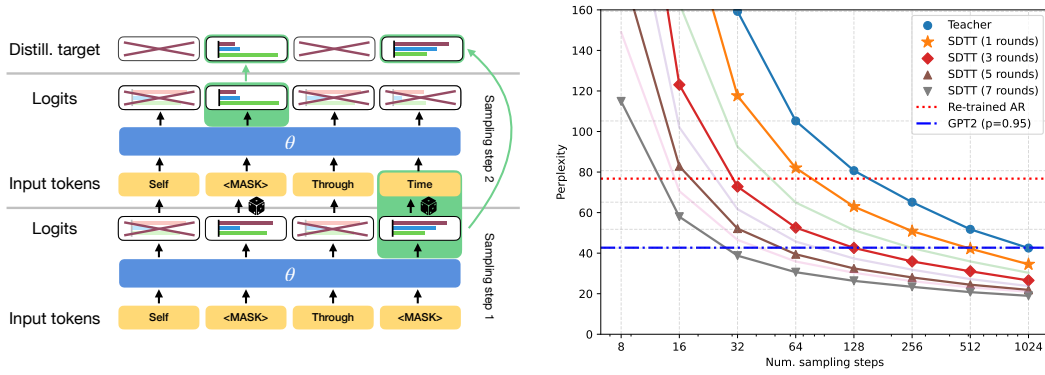 Distill. target
Logits
θ
Input tokens
Self
<MASK>
Through
Time
Logits
θ
Input tokens
Self
<MASK>
Through
<MASK>
Sampling step 2
Sampling step 1
Perplexity
160
140
120
100
80
60
40
20
0
8
16
32
64
128
256
512
1024
Num. sampling steps
Teacher
SDTT (1 rounds)
SDTT (3 rounds)
SDTT (5 rounds)
SDTT (7 rounds)
Re-trained AR
GPT2 (p=0.95)